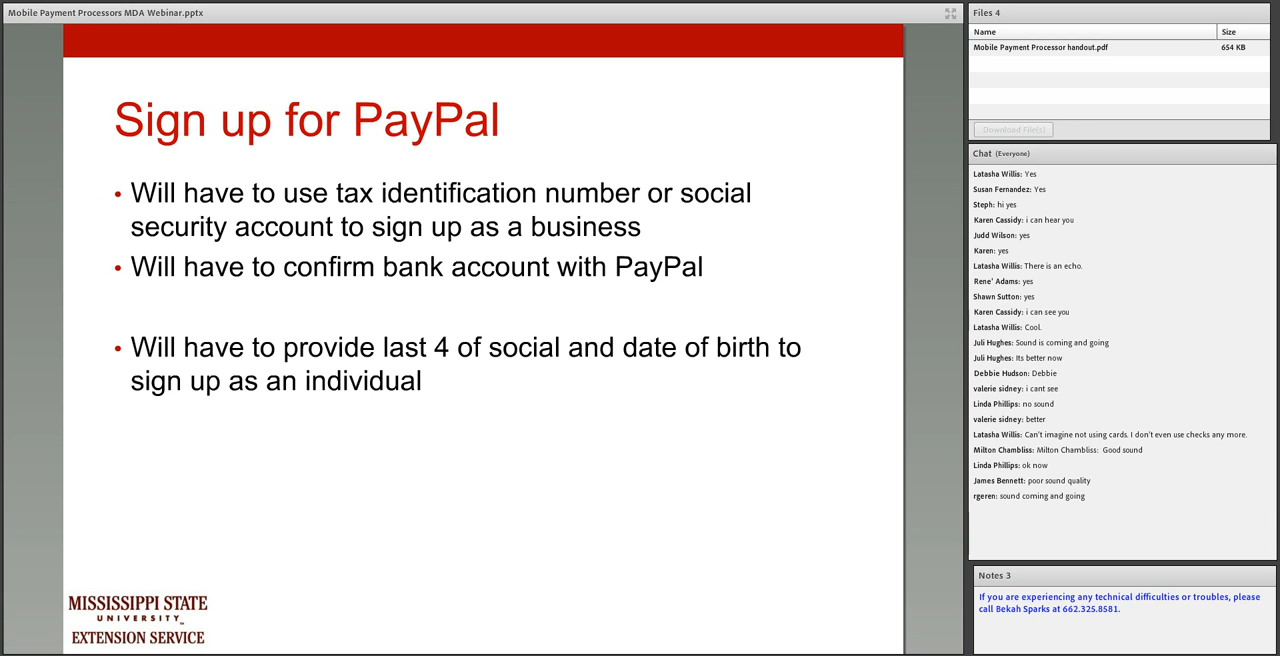 Mobile Payment Processors MDA Webinar.pptx
Sign up for PayPal
• Will have to use tax identification number or social
security account to sign up as a business
• Will have to confirm bank account with PayPal
• Will have to provide last 4 of social and date of birth to
sign up as an individual
MISSISSIPPI STATE
UNIVERSITY™
EXTENSION SERVICE
Files 4
Name Size
Mobile Payment Processor handout.pdf 654 KB
Download File(s)
Chat (Everyone)
Latasha Willis: Yes
Susan Fernandez: Yes
Steph: hi yes
Karen Cassidy: i can hear you
Judd Wilson: yes
Karen: yes
Latasha Willis: There is an echo.
Rene' Adams: yes
Shawn Sutton: yes
Karen Cassidy: i can see you
Latasha Willis: Cool.
Juli Hughes: Sound is coming and going
Juli Hughes: Its better now
Debbie Hudson: Debbie
valerie sidney: i cant see
Linda Phillips: no sound
valerie sidney: better
Latasha Willis: Can't imagine not using cards. I don't even use checks any more.
Milton Chambliss: Milton Chambliss: Good sound
Linda Phillips: ok now
James Bennett: poor sound quality
rgeren: sound coming and going
Notes 3
If you are experiencing any technical difficulties or troubles, please
call Bekah Sparks at 662.325.8581.